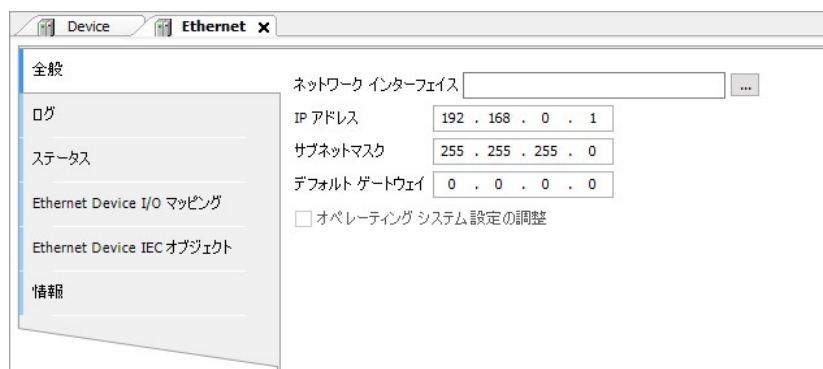 Device Ethernet x
全般
ログ
ステータス
Ethernet Device I/O マッピング
Ethernet Device IEC オブジェクト
情報
ネットワーク インターフェイス ...
IP アドレス 192 . 168 . 0 . 1
サブネットマスク 255 . 255 . 255 . 0
デフォルト ゲートウェイ 0 . 0 . 0 . 0
オペレーティング システム設定の調整